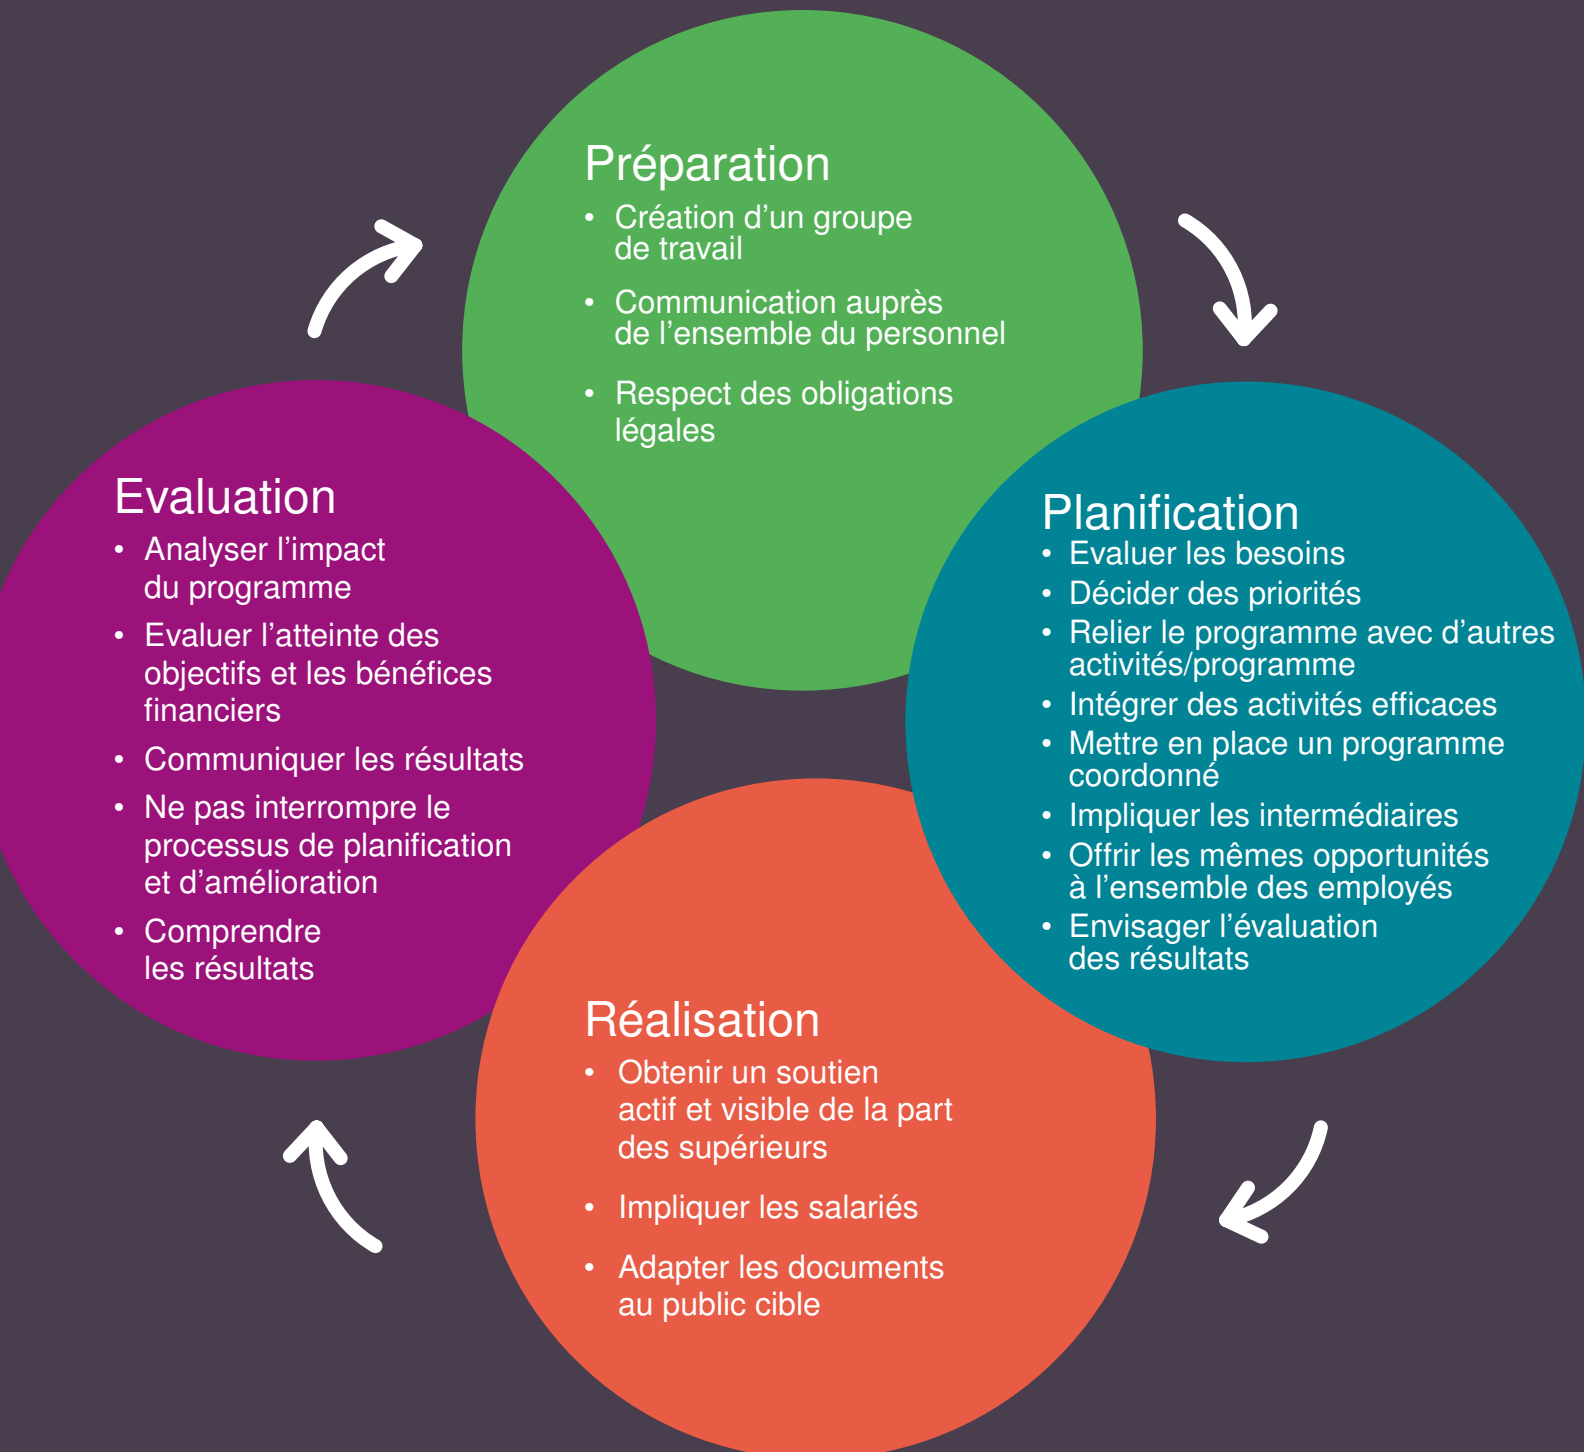 Préparation
• Création d'un groupe
de travail
• Communication auprès
de l'ensemble du personnel
• Respect des obligations
légales
Planification
• Evaluer les besoins
• Décider des priorités
• Relier le programme avec d'autres
activités/programme
• Intégrer des activités efficaces
• Mettre en place un programme
coordonné
• Impliquer les intermédiaires
• Offrir les mêmes opportunités
à l'ensemble des employés
• Envisager l'évaluation
des résultats
Réalisation
• Obtenir un soutien
actif et visible de la part
des supérieurs
• Impliquer les salariés
• Adapter les documents
au public cible
Evaluation
• Analyser l'impact
du programme
• Evaluer l'atteinte des
objectifs et les bénéfices
financiers
• Communiquer les résultats
• Ne pas interrompre le
processus de planification
et d'amélioration
• Comprendre
les résultats